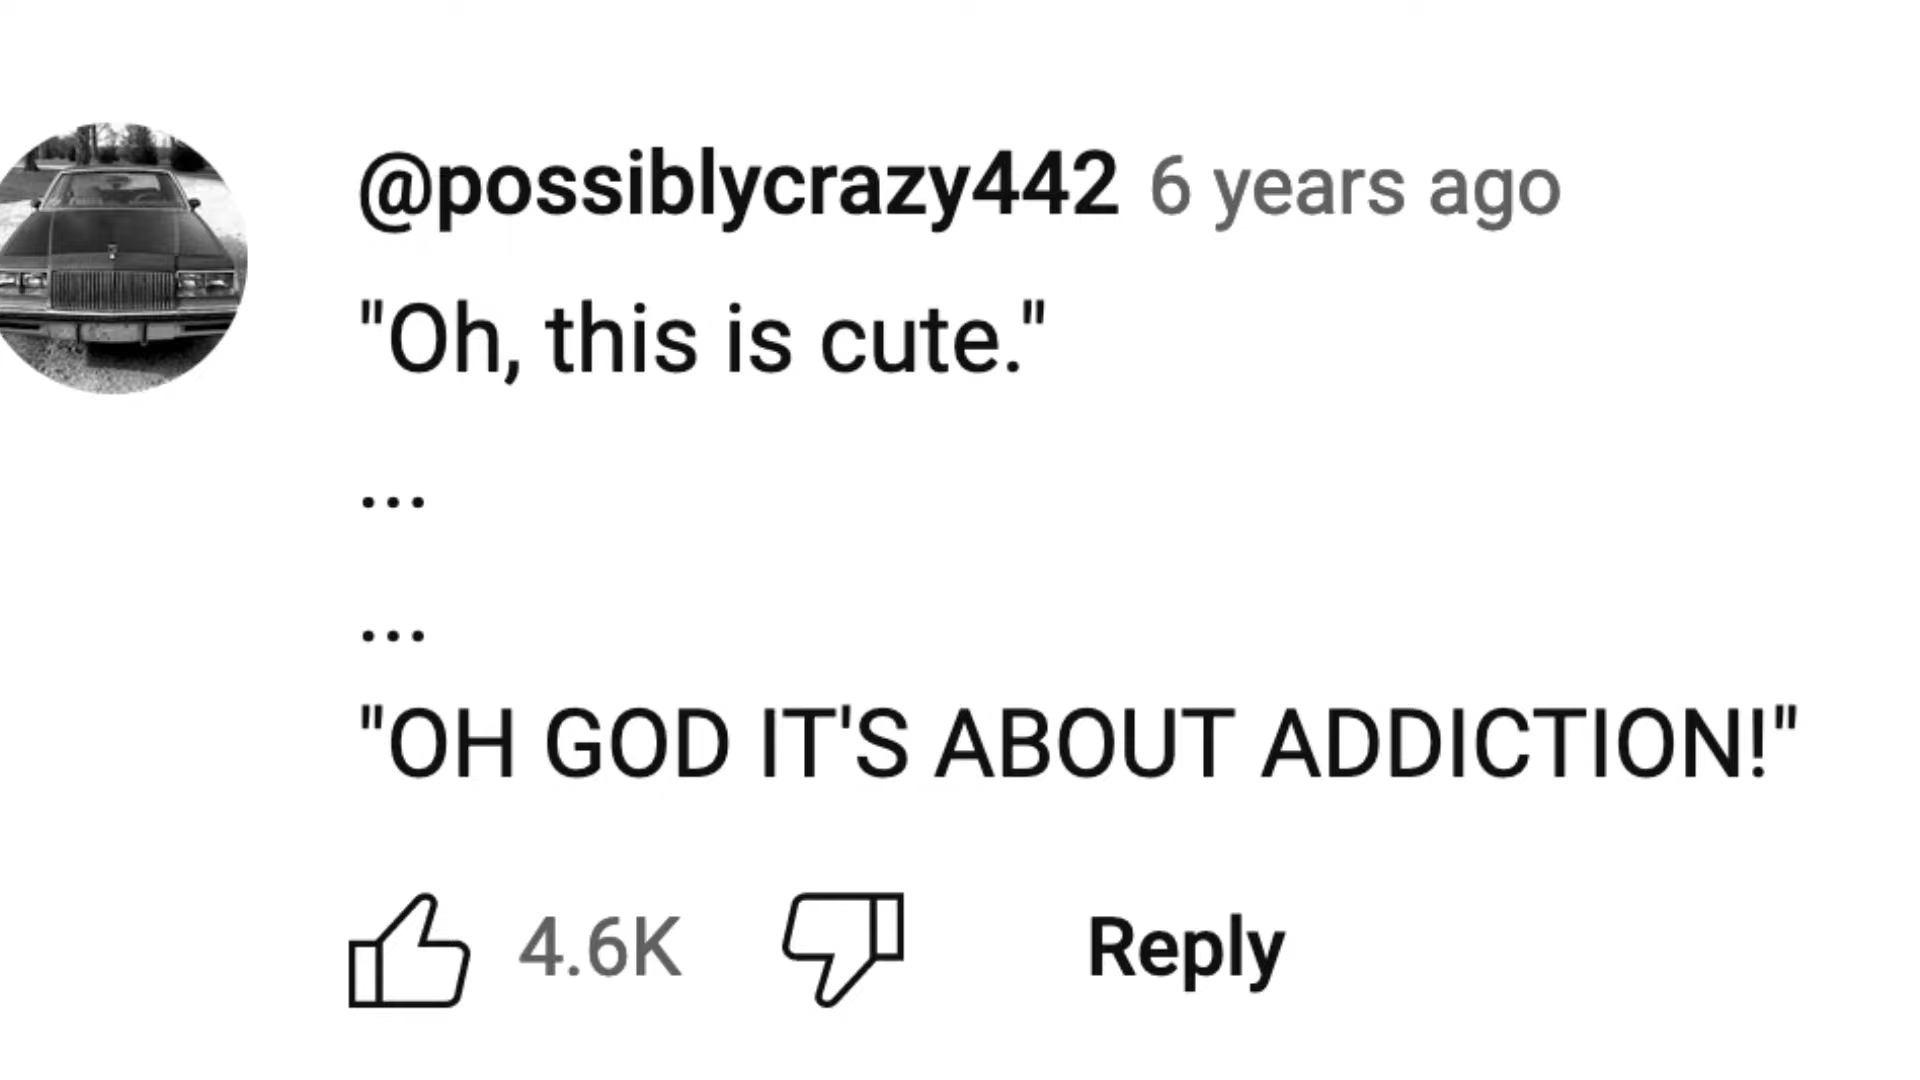 @possiblycrazy442 6 years ago
"Oh, this is cute."
...
...
"OH GOD IT'S ABOUT ADDICTION!"
4.6K Reply